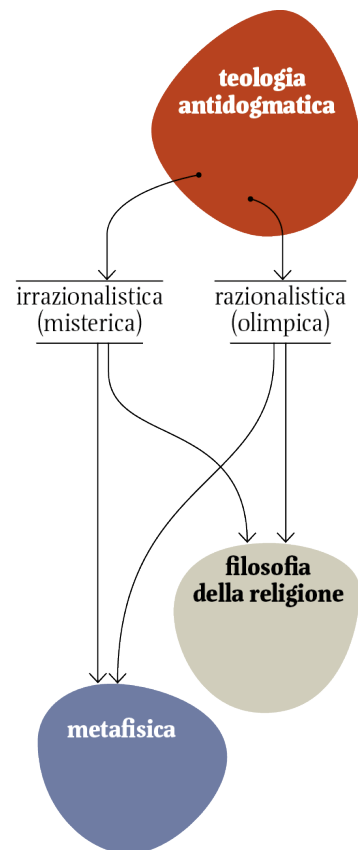 teologia
antidogmatica
irrazionalistica
(misterica)
razionalistica
(olimpica)
filosofia
della religione
metafisica